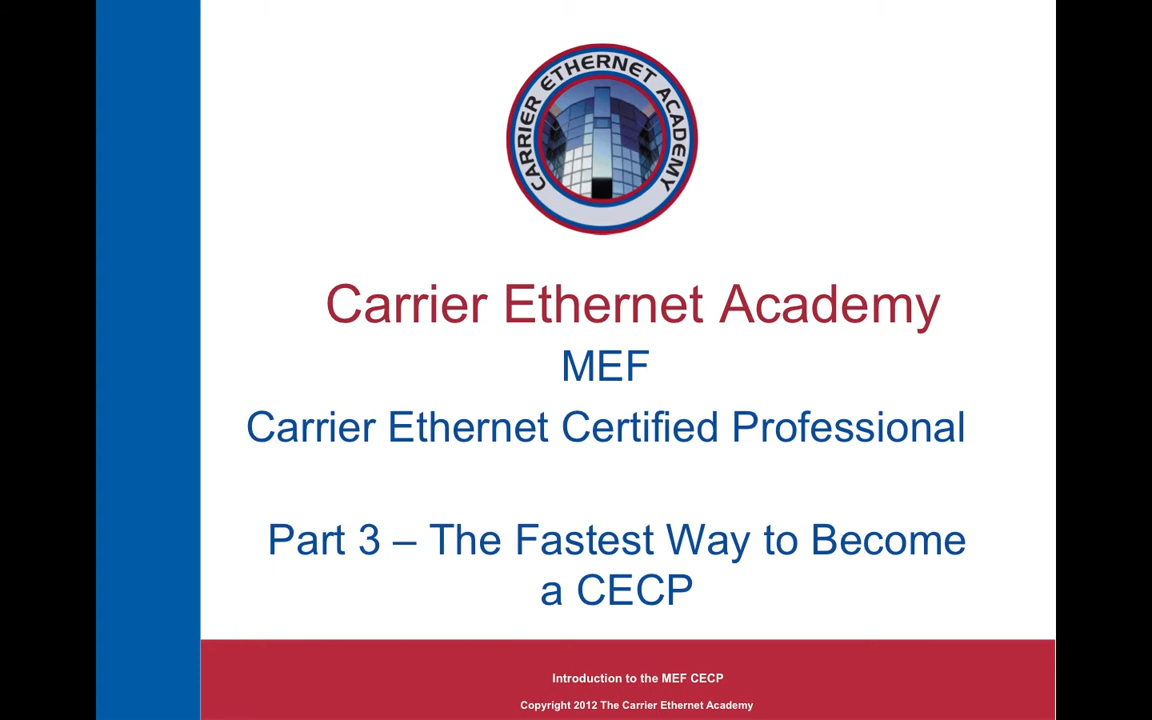 CARRIER ETHERNET ACADEMY
Carrier Ethernet Academy
MEF
Carrier Ethernet Certified Professional
Part 3 – The Fastest Way to Become
a CECP
Introduction to the MEF CECP
Copyright 2012 The Carrier Ethernet Academy